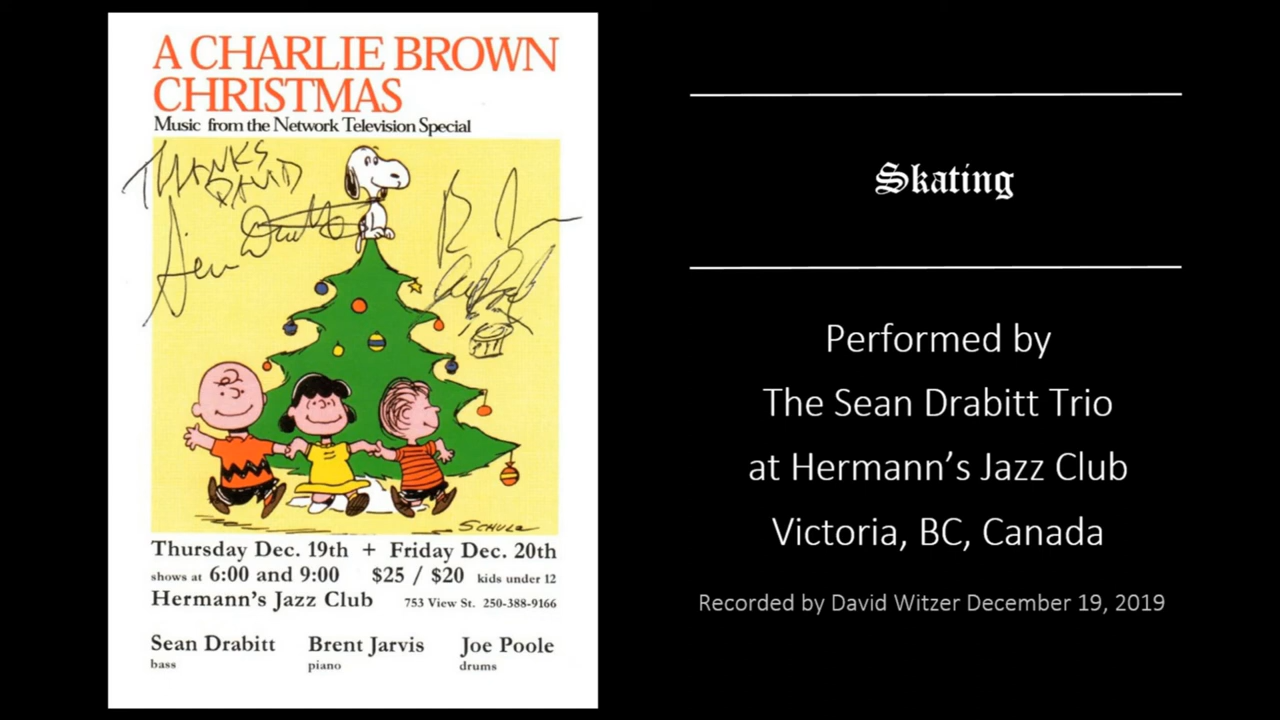 A CHARLIE BROWN
CHRISTMAS
Music from the Network Television Special
THANKS
DAVID
Sean Drabitt
SCHULZ
Thursday Dec. 19th + Friday Dec. 20th
shows at 6:00 and 9:00 $25 / $20 kids under 12
Hermann's Jazz Club 753 View St. 250-388-9166
Sean Drabitt Brent Jarvis Joe Poole
bass piano drums
Skating
Performed by
The Sean Drabitt Trio
at Hermann’s Jazz Club
Victoria, BC, Canada
Recorded by David Witzer December 19, 2019